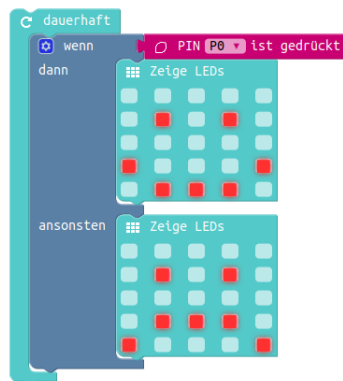 dauerhaft
wenn PIN P0 ist gedrückt
dann Zeige LEDs
ansonsten Zeige LEDs